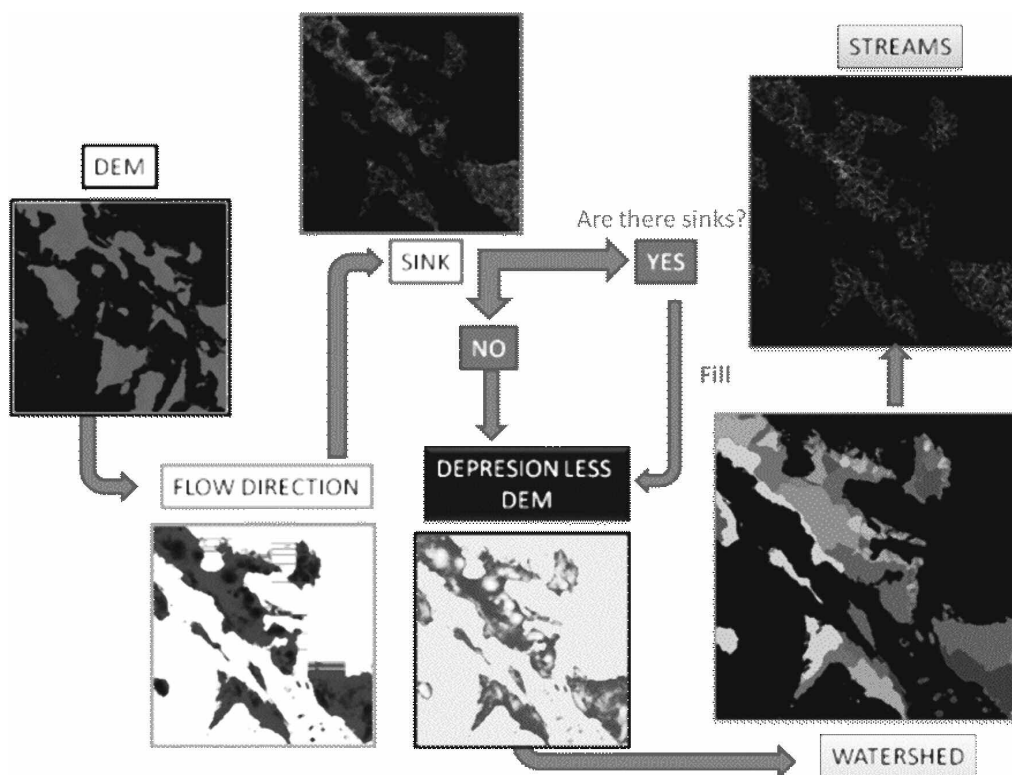 STREAMS
DEM
Are there sinks?
SINK
YES
NO
Fill
FLOW DIRECTION
DEPRESION LESS
DEM
WATERSHED